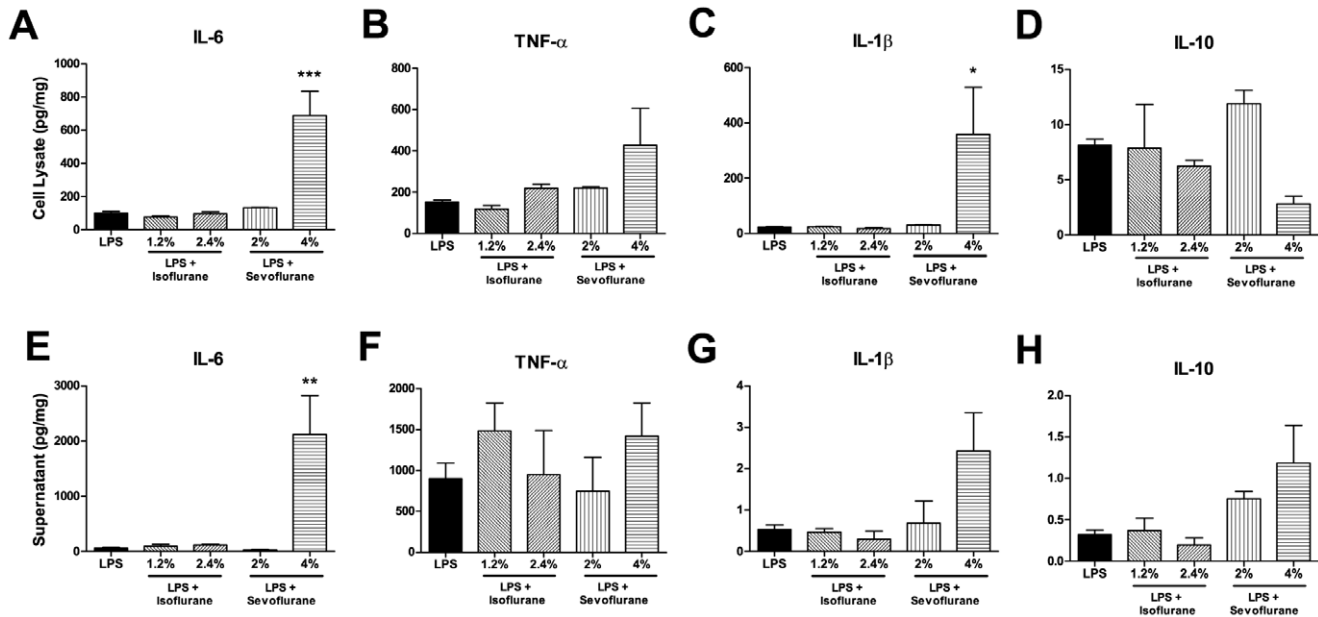 A
IL-6
Cell Lysate (pg/mg)
1000
800
600
400
200
0
***
LPS
1.2%
2.4%
2%
4%
LPS +
Isoflurane
LPS +
Sevoflurane
B
TNF-α
800
600
400
200
0
LPS
1.2%
2.4%
2%
4%
LPS +
Isoflurane
LPS +
Sevoflurane
C
IL-1β
600
400
200
0
*
LPS
1.2%
2.4%
2%
4%
LPS +
Isoflurane
LPS +
Sevoflurane
D
IL-10
15
10
5
0
LPS
1.2%
2.4%
2%
4%
LPS +
Isoflurane
LPS +
Sevoflurane
E
IL-6
Supernatant (pg/mg)
3000
2000
1000
0
**
LPS
1.2%
2.4%
2%
4%
LPS +
Isoflurane
LPS +
Sevoflurane
F
TNF-α
2000
1500
1000
500
0
LPS
1.2%
2.4%
2%
4%
LPS +
Isoflurane
LPS +
Sevoflurane
G
IL-1β
4
3
2
1
0
LPS
1.2%
2.4%
2%
4%
LPS +
Isoflurane
LPS +
Sevoflurane
H
IL-10
2.0
1.5
1.0
0.5
0.0
LPS
1.2%
2.4%
2%
4%
LPS +
Isoflurane
LPS +
Sevoflurane